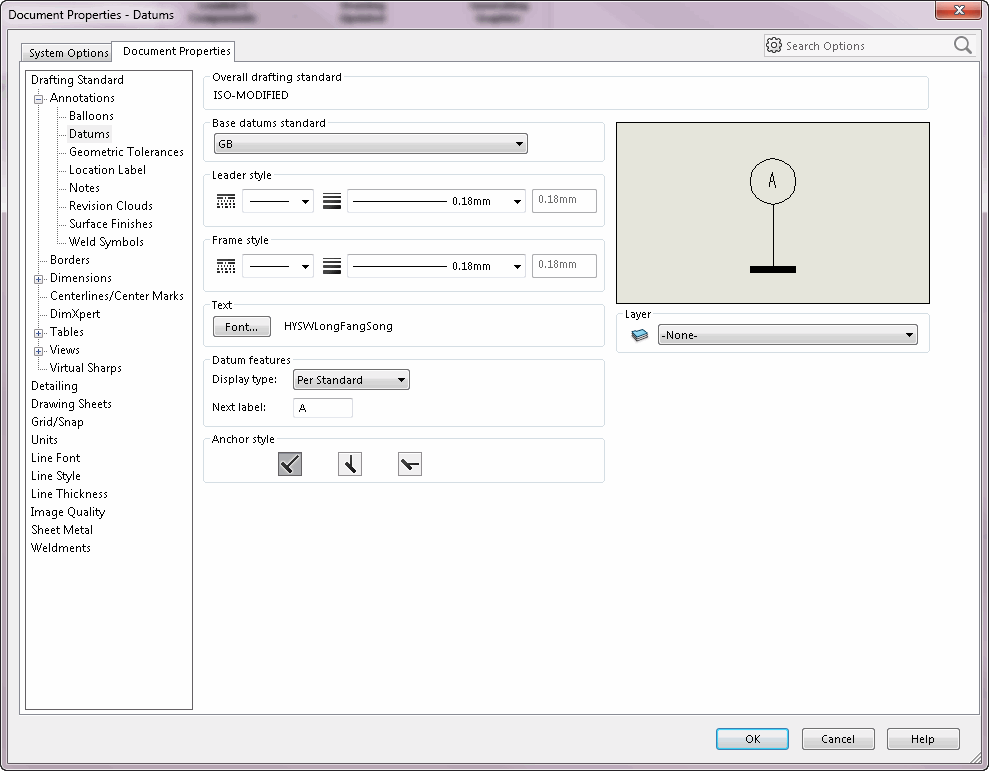 Document Properties - Datums
System Options
Document Properties
Search Options
Drafting Standard
Annotations
Balloons
Datums
Geometric Tolerances
Location Label
Notes
Revision Clouds
Surface Finishes
Weld Symbols
Borders
Dimensions
Centerlines/Center Marks
DimXpert
Tables
Views
Virtual Sharps
Detailing
Drawing Sheets
Grid/Snap
Units
Line Font
Line Style
Line Thickness
Image Quality
Sheet Metal
Weldments
Overall drafting standard
ISO-MODIFIED
Base datums standard
GB
Leader style
0.18mm
0.18mm
Frame style
0.18mm
0.18mm
Text
Font...
HYSWLongFangSong
Datum features
Display type:
Per Standard
Next label:
A
Anchor style
A
Layer
-None-
OK
Cancel
Help